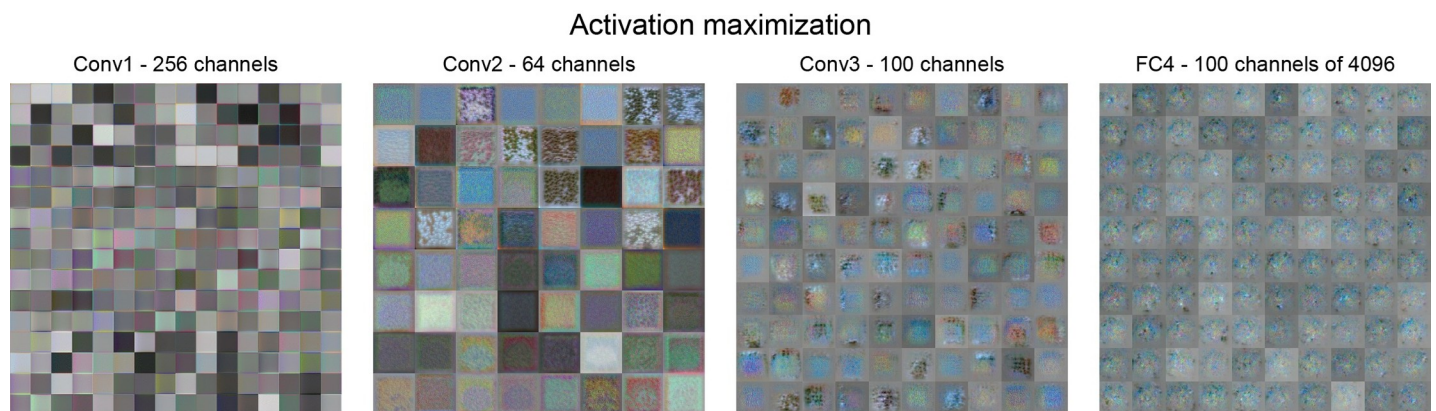 Activation maximization
Conv1 - 256 channels
Conv2 - 64 channels
Conv3 - 100 channels
FC4 - 100 channels of 4096